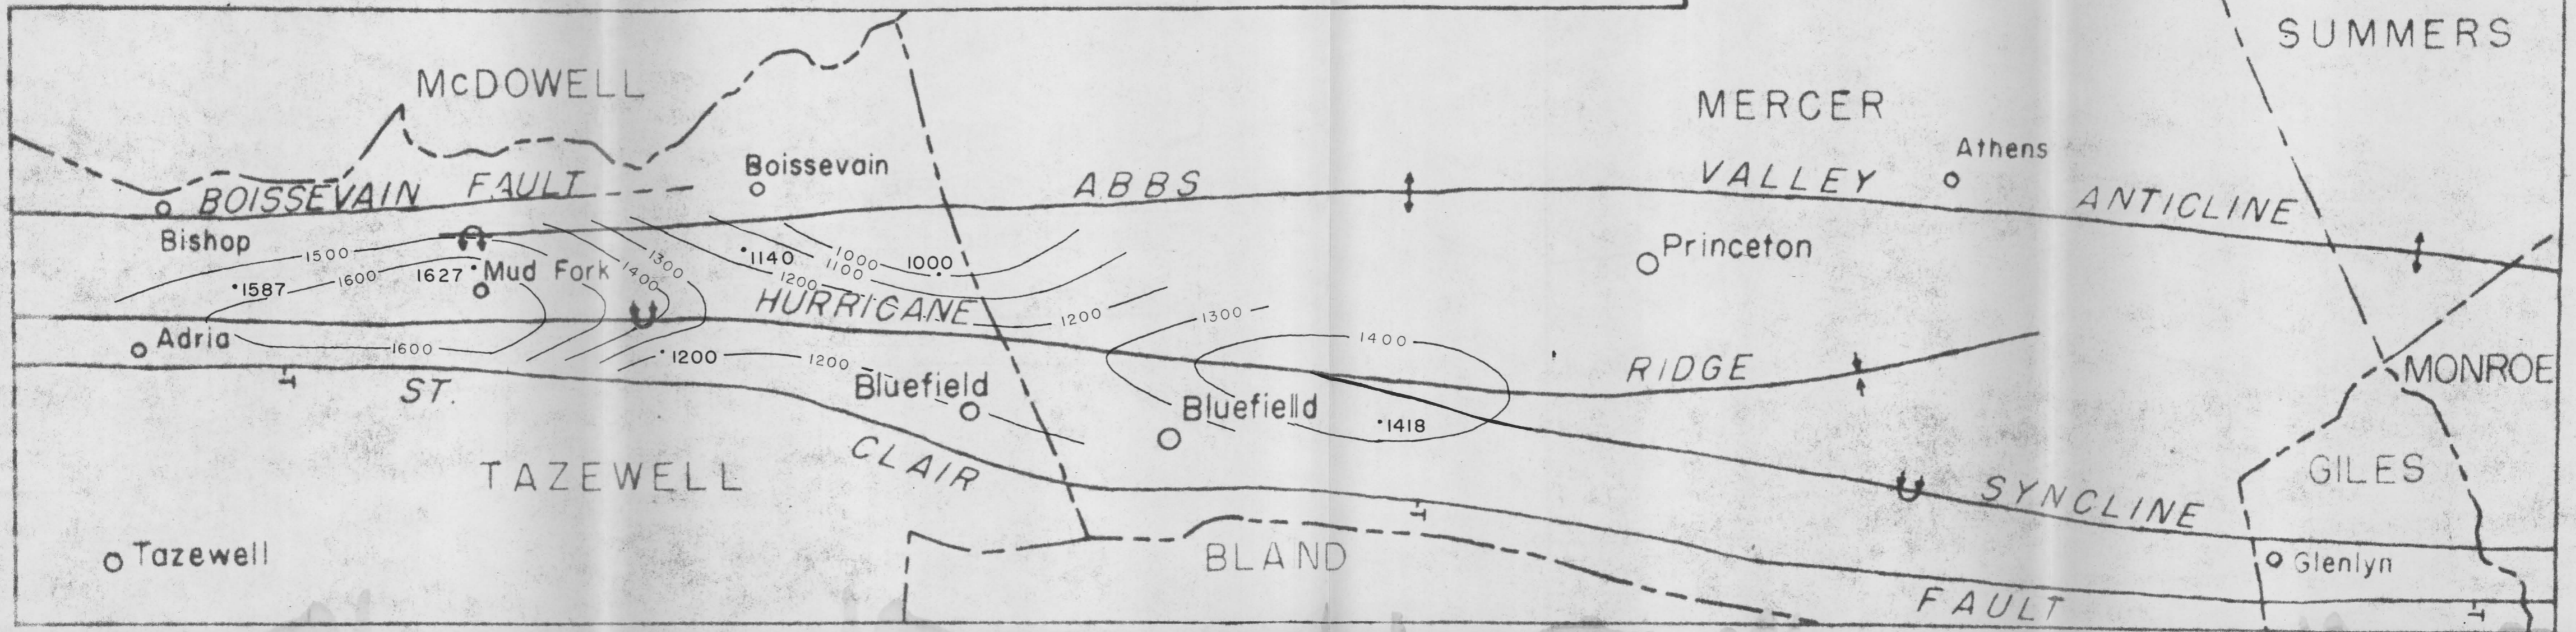 SUMMERS
McDOWELL
MERCER
Athens
Boissevain
BOISSEVAIN FAULT
ABBS VALLEY ANTICLINE
Bishop
1500
1300
1400
1140
1000
1100
1200
1000
Princeton
1587
1600
1627
Mud Fork
HURRICANE RIDGE SYNCLINE
1200
1300
Adria
1600
1200
1200
1400
MONROE
ST. CLAIR FAULT
Bluefield
Bluefielld
1418
TAZEWELL
GILES
Tazewell
BLAND
Glenlyn